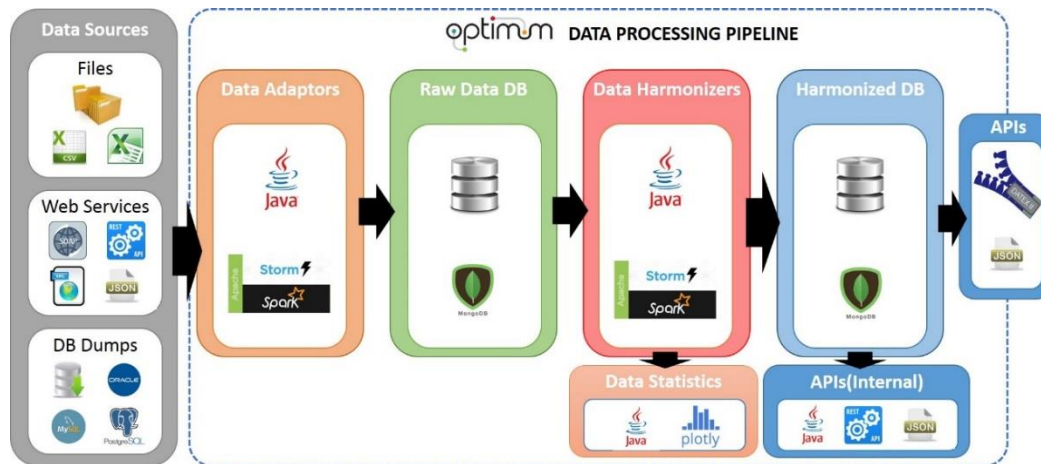 Data Sources
Files
CSV
Web Services
SOAP
REST
API
JSON
DB Dumps
ORACLE
MySQL
PostgreSQL
optimum DATA PROCESSING PIPELINE
Data Adaptors
Java
Apache
Storm
Spark
Raw Data DB
MongoDB
Data Harmonizers
Java
Apache
Storm
Spark
Harmonized DB
MongoDB
APIs
DATEX II
JSON
Data Statistics
Java
plotly
APIs(Internal)
Java
REST
API
JSON